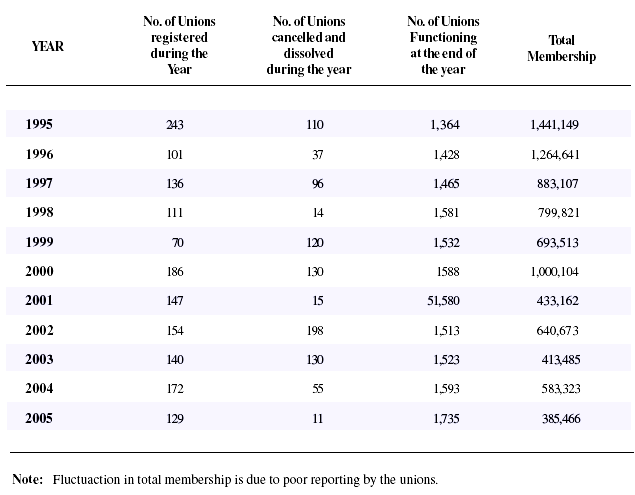 YEAR No. of Unions registered during the Year No. of Unions cancelled and dissolved during the year No. of Unions Functioning at the end of the year Total Membership
1995 243 110 1,364 1,441,149
1996 101 37 1,428 1,264,641
1997 136 96 1,465 883,107
1998 111 14 1,581 799,821
1999 70 120 1,532 693,513
2000 186 130 1588 1,000,104
2001 147 15 51,580 433,162
2002 154 198 1,513 640,673
2003 140 130 1,523 413,485
2004 172 55 1,593 583,323
2005 129 11 1,735 385,466
Note: Fluctuaction in total membership is due to poor reporting by the unions.